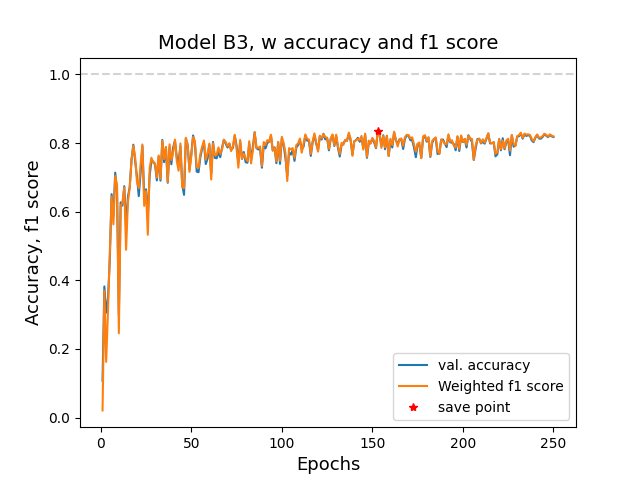 Model B3, w accuracy and f1 score
Accuracy, f1 score
1.0
0.8
0.6
0.4
0.2
0.0
0
50
100
150
200
250
Epochs
val. accuracy
Weighted f1 score
save point